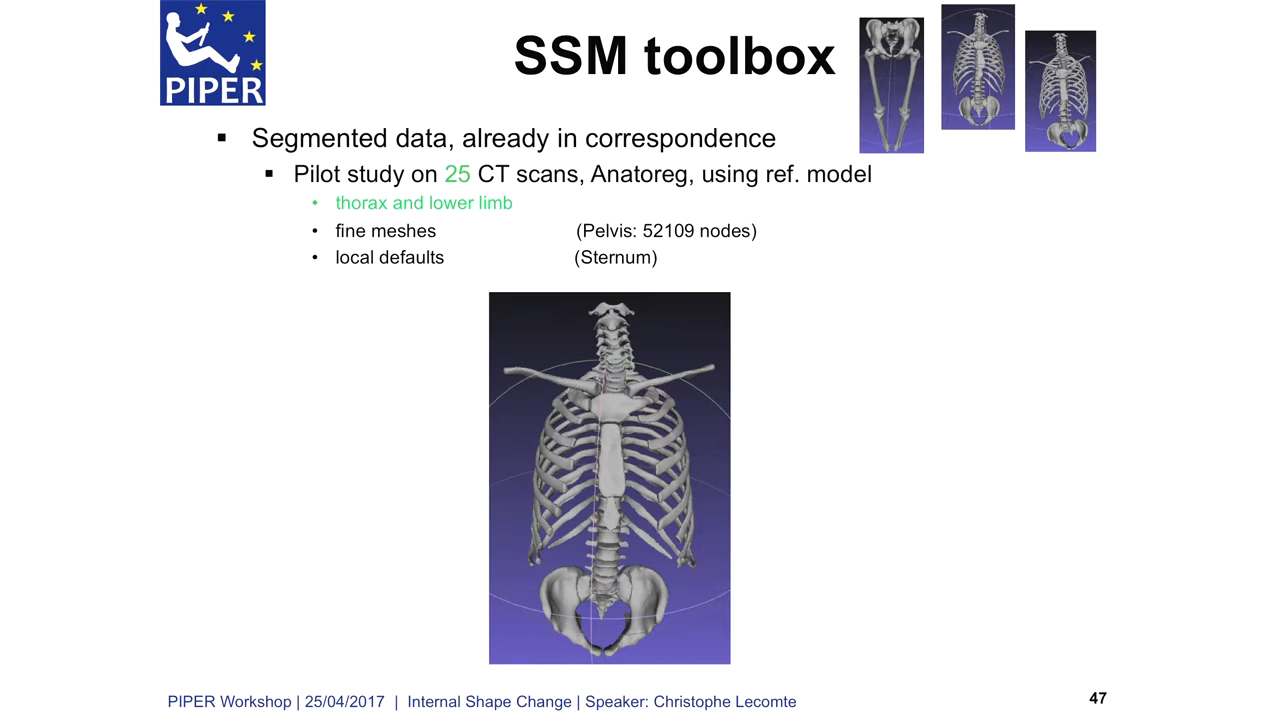 PIPER
SSM toolbox
▪ Segmented data, already in correspondence
▪ Pilot study on 25 CT scans, Anatoreg, using ref. model
• thorax and lower limb
• fine meshes (Pelvis: 52109 nodes)
• local defaults (Sternum)
PIPER Workshop | 25/04/2017 | Internal Shape Change | Speaker: Christophe Lecomte
47